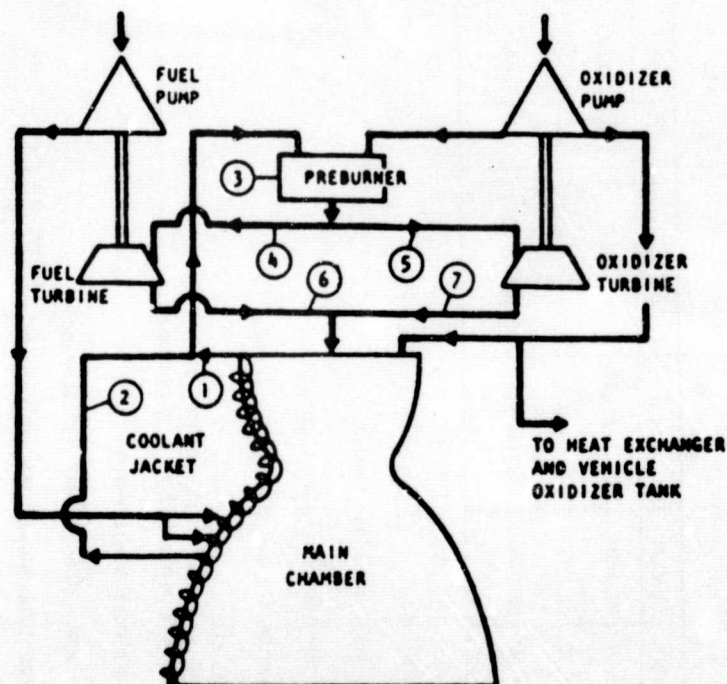 FUEL
PUMP
OXIDIZER
PUMP
3
PREBURNER
4
5
FUEL
TURBINE
OXIDIZER
TURBINE
6
7
1
2
COOLANT
JACKET
TO HEAT EXCHANGER
AND VEHICLE
OXIDIZER TANK
MAIN
CHAMBER